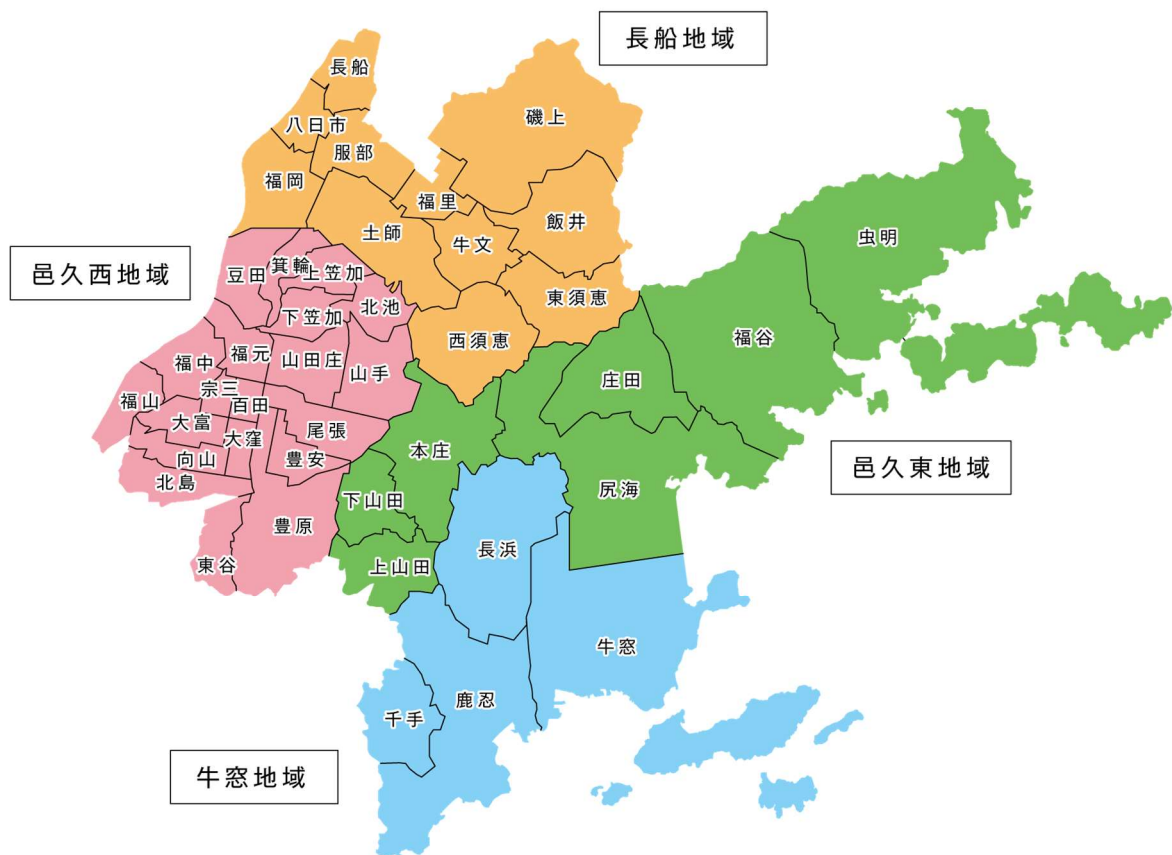 長船地域
長船
八日市
磯上
服部
福岡
福里
飯井
土師
牛文
虫明
邑久西地域
豆田
箕輪
上笠加
東須恵
北池
下笠加
西須恵
福谷
福中
福元
山田庄
山手
庄田
宗三
福山
百田
大富
尾張
大窪
本庄
豊安
向山
邑久東地域
北島
尻海
下山田
豊原
長浜
東谷
上山田
牛窓
鹿忍
千手
牛窓地域